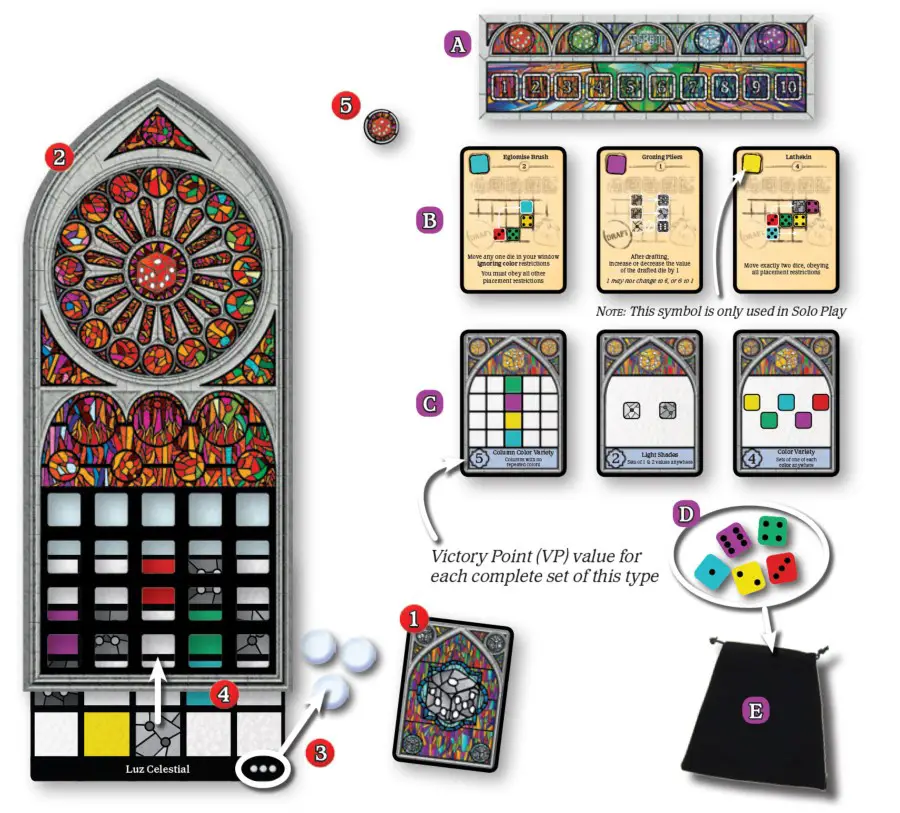 A
SAGRADA
1 2 3 4 5 6 7 8 9 10
5
2
B
Eglomise Brush
2
Move any one die in your window
ignoring color restrictions
You must obey all other
placement restrictions
Grozing Pliers
1
DRAFT
After drafting,
increase or decrease the value
of the drafted die by 1
1 may not change to 6, or 6 to 1
Lathekin
4
Move exactly two dice, obeying
all placement restrictions
NOTE: This symbol is only used in Solo Play
C
5
Column Color Variety
Columns with no
repeated colors
2
Light Shades
Sets of 1 & 2 values anywhere
4
Color Variety
Sets of one of each
color anywhere
Victory Point (VP) value for
each complete set of this type
D
1
4
3
E
Luz Celestial